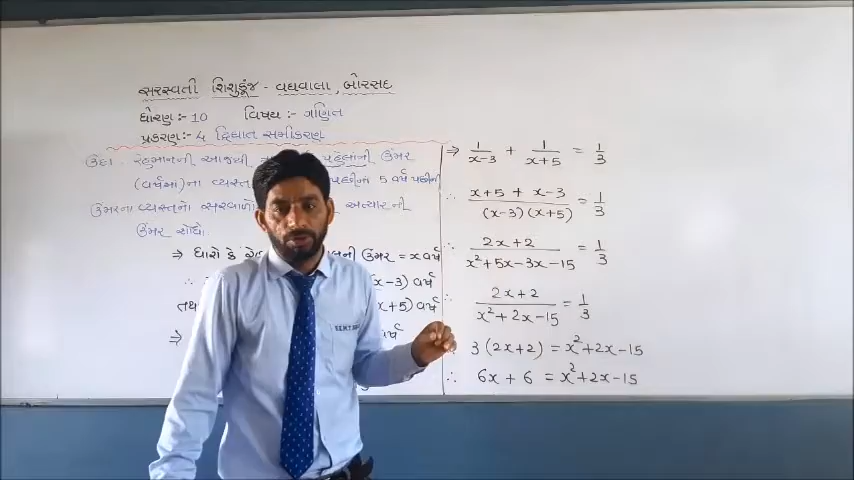 સરસ્વતી શિશુકુંજ - વઘવાલા, બોરસદ
ધોરણ :- 10 વિષય :- ગણિત
પ્રકરણ :- 4 દ્વિઘાત સમીકરણ
રહેમાનની આજથી પહેલાંની ઉંમર
(વર્ષમાં) ના વ્યસ્ત પછીનાં 5 વર્ષ પછીની
ઉંમરના વ્યસ્તનો સરવાળો અત્યારની
ઉંમર શોધો.
⇒ ધારો કે ની ઉંમર = x વર્ષ
∴ (x-3) વર્ષ
તથ x+5) વર્ષ
⇒ વર્ષ
⇒ 1/(x-3) + 1/(x+5) = 1/3
∴ (x+5+x-3)/((x-3)(x+5)) = 1/3
∴ (2x+2)/(x²+5x-3x-15) = 1/3
∴ (2x+2)/(x²+2x-15) = 1/3
3(2x+2) = x²+2x-15
∴ 6x+6 = x²+2x-15